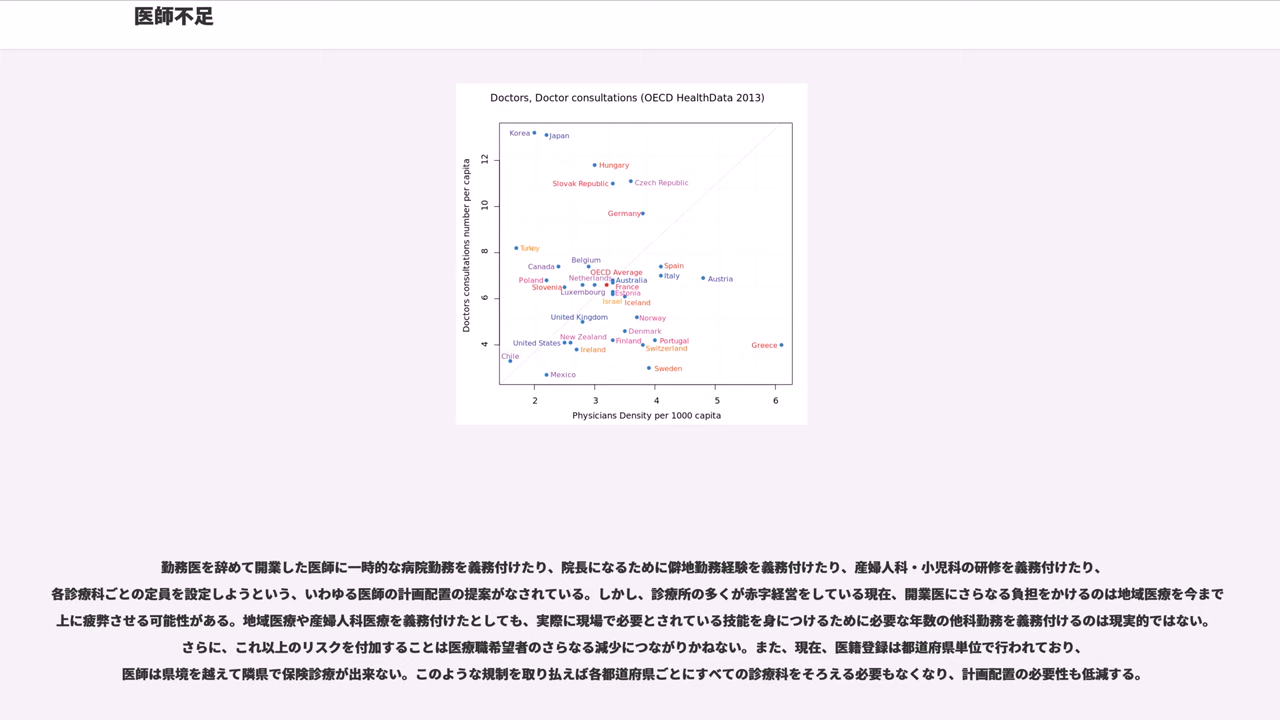 医師不足
Doctors, Doctor consultations (OECD HealthData 2013)
Korea
Japan
Hungary
Slovak Republic
Czech Republic
Germany
Turkey
Belgium
Canada
Spain
OECD Average
Italy
Netherlands
Australia
Austria
Poland
Slovenia
France
Luxembourg
Estonia
Israel
Iceland
United Kingdom
Norway
Denmark
New Zealand
United States
Finland
Portugal
Greece
Ireland
Switzerland
Chile
Sweden
Mexico
Doctors consultations number per capita
12
10
8
6
4
2 3 4 5 6
Physicians Density per 1000 capita
勤務医を辞めて開業した医師に一時的な病院勤務を義務付けたり、院長になるために僻地勤務経験を義務付けたり、産婦人科・小児科の研修を義務付けたり、
各診療科ごとの定員を設定しようという、いわゆる医師の計画配置の提案がなされている。しかし、診療所の多くが赤字経営をしている現在、開業医にさらなる負担をかけるのは地域医療を今まで
上に疲弊させる可能性がある。地域医療や産婦人科医療を義務付けたとしても、実際に現場で必要とされている技能を身につけるために必要な年数の他科勤務を義務付けるのは現実的ではない。
さらに、これ以上のリスクを付加することは医療職希望者のさらなる減少につながりかねない。また、現在、医籍登録は都道府県単位で行われており、
医師は県境を越えて隣県で保険診療が出来ない。このような規制を取り払えば各都道府県ごとにすべての診療科をそろえる必要もなくなり、計画配置の必要性も低減する。